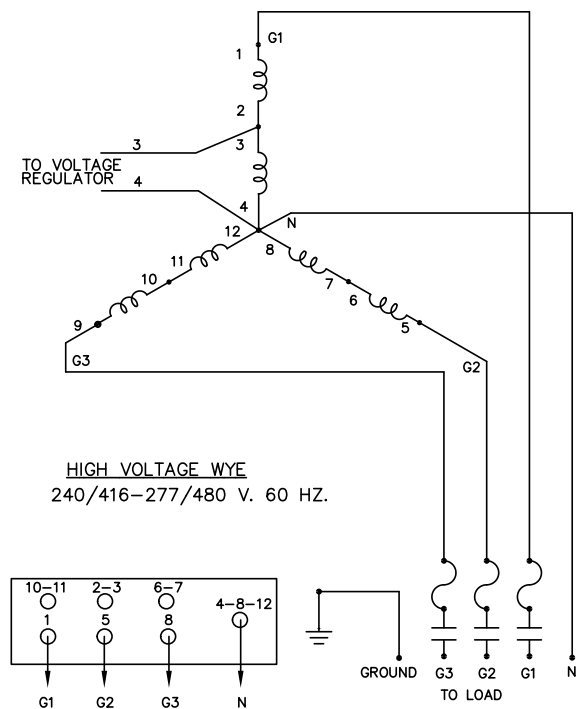 G1
1
2
3
3
TO VOLTAGE
REGULATOR
4
4
N
12
8
11
7
10
6
9
5
G3
G2
HIGH VOLTAGE WYE
240/416-277/480 V. 60 HZ.
10-11 2-3 6-7
4-8-12
1 5 8
G1 G2 G3 N
GROUND G3 G2 G1 N
TO LOAD